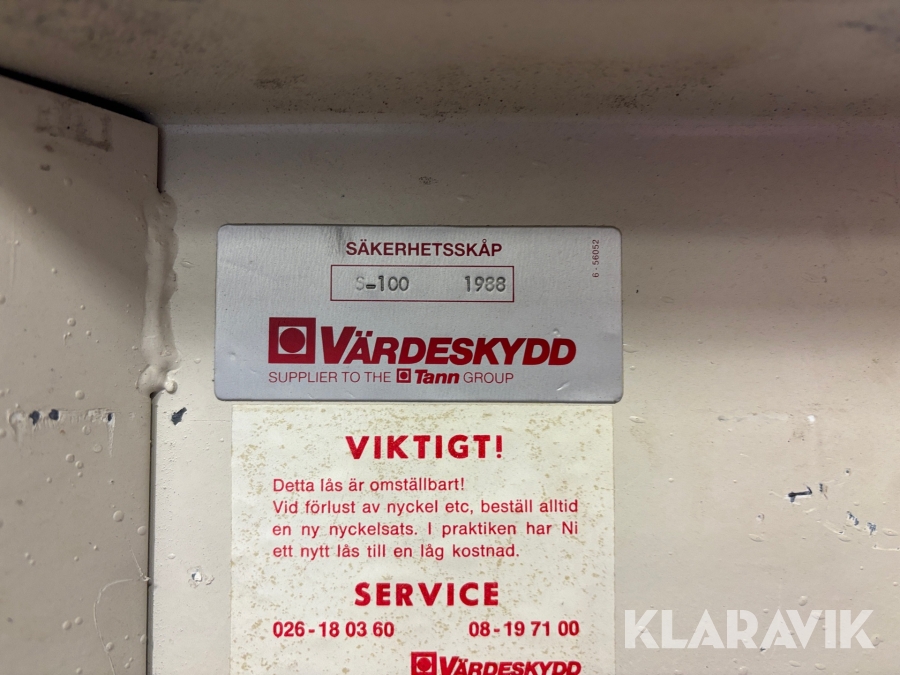 SÄKERHETSSKÅP
S-100 1988
6 - 56052
VÄRDESKYDD
SUPPLIER TO THE Tann GROUP
VIKTIGT!
Detta lås är omställbart!
Vid förlust av nyckel etc, beställ alltid
en ny nyckelsats. I praktiken har Ni
ett nytt lås till en låg kostnad.
SERVICE
026-18 03 60 08-19 71 00
VÄRDESKYDD
KLARAVIK